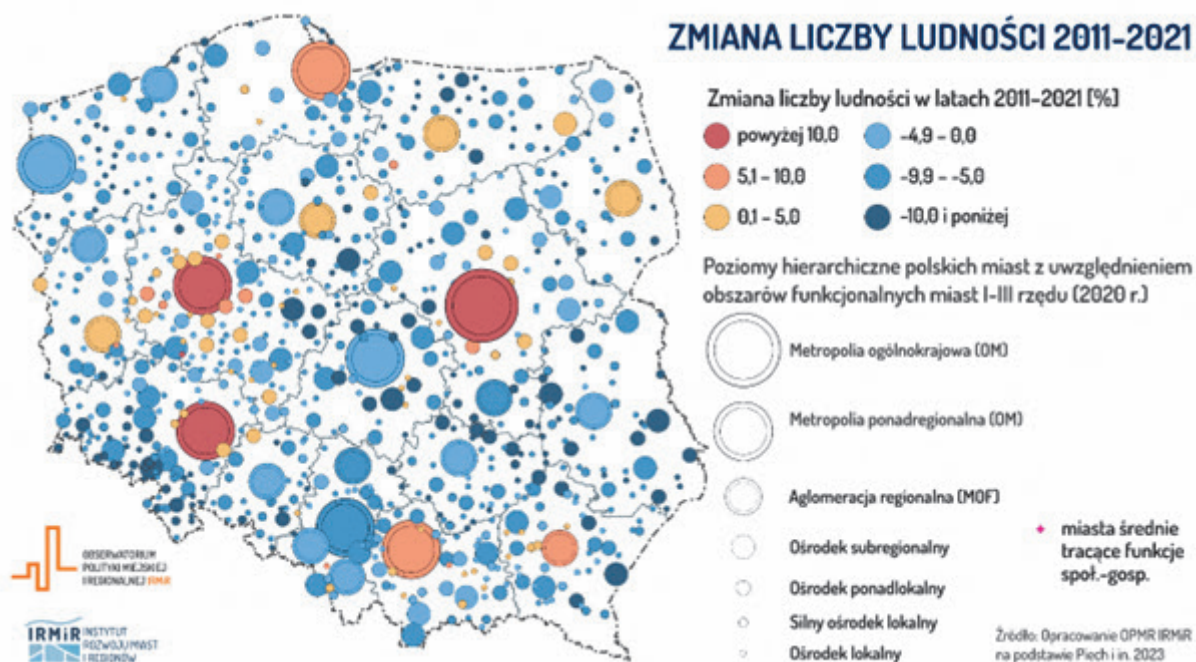 ZMIANA LICZBY LUDNOŚCI 2011-2021
Zmiana liczby ludności w latach 2011-2021 [%]
powyżej 10,0
5,1 - 10,0
0,1 - 5,0
-4,9 - 0,0
-9,9 - -5,0
-10,0 i poniżej
Poziomy hierarchiczne polskich miast z uwzględnieniem
obszarów funkcjonalnych miast I-III rzędu (2020 r.)
Metropolia ogólnokrajowa (OM)
Metropolia ponadregionalna (OM)
Aglomeracja regionalna (MOF)
Ośrodek subregionalny
Ośrodek ponadlokalny
Silny ośrodek lokalny
Ośrodek lokalny
miasta średnie
tracące funkcje
społ.-gosp.
Źródło: Opracowanie OPMR IRMiR
na podstawie Piech i in. 2023
OBSERWATORIUM
POLITYKI MIEJSKIEJ
I REGIONALNEJ IRMiR
IRMiR INSTYTUT
ROZWOJU MIAST
I REGIONÓW